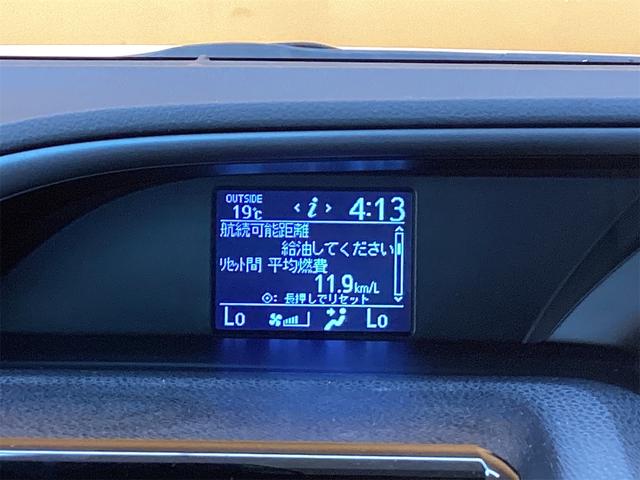 OUTSIDE
19℃ < i > 4:13
航続可能距離
給油してください
リセット間 平均燃費
11.9km/L
⊙: 長押しでリセット
Lo Lo